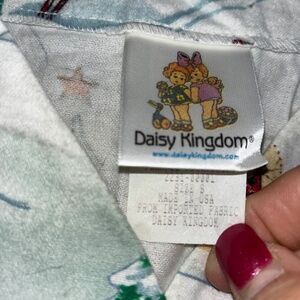 Daisy Kingdom®
www.daisykingdom.com
SIZE S
MADE IN USA
FROM IMPORTED FABRIC
DAISY KINGDOM